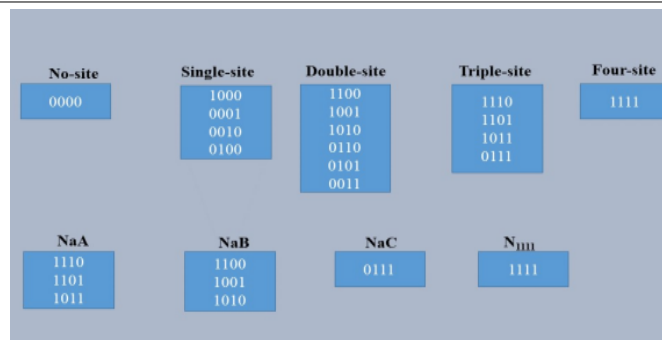 No-site
0000
Single-site
1000
0001
0010
0100
Double-site
1100
1001
1010
0110
0101
0011
Triple-site
1110
1101
1011
0111
Four-site
1111
NaA
1110
1101
1011
NaB
1100
1001
1010
NaC
0111
N1111
1111